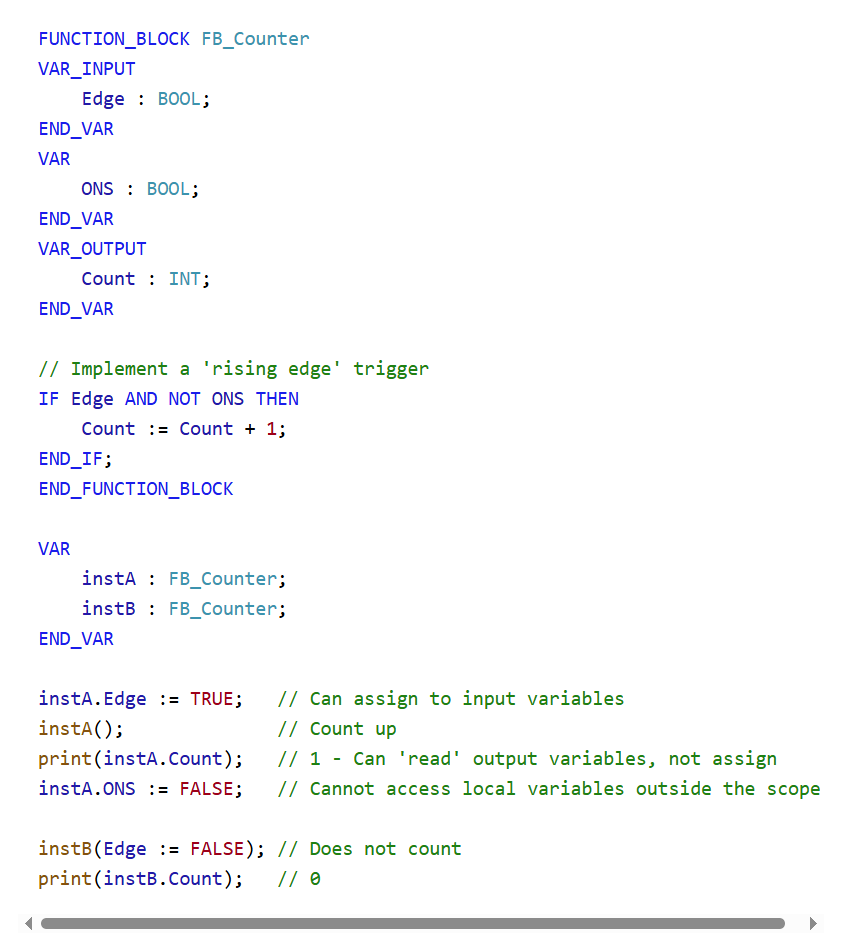 FUNCTION_BLOCK FB_Counter
VAR_INPUT
    Edge : BOOL;
END_VAR
VAR
    ONS : BOOL;
END_VAR
VAR_OUTPUT
    Count : INT;
END_VAR

// Implement a 'rising edge' trigger
IF Edge AND NOT ONS THEN
    Count := Count + 1;
END_IF;
END_FUNCTION_BLOCK

VAR
    instA : FB_Counter;
    instB : FB_Counter;
END_VAR

instA.Edge := TRUE;   // Can assign to input variables
instA();              // Count up
print(instA.Count);   // 1 - Can 'read' output variables, not assign
instA.ONS := FALSE;   // Cannot access local variables outside the scope

instB(Edge := FALSE); // Does not count
print(instB.Count);   // 0